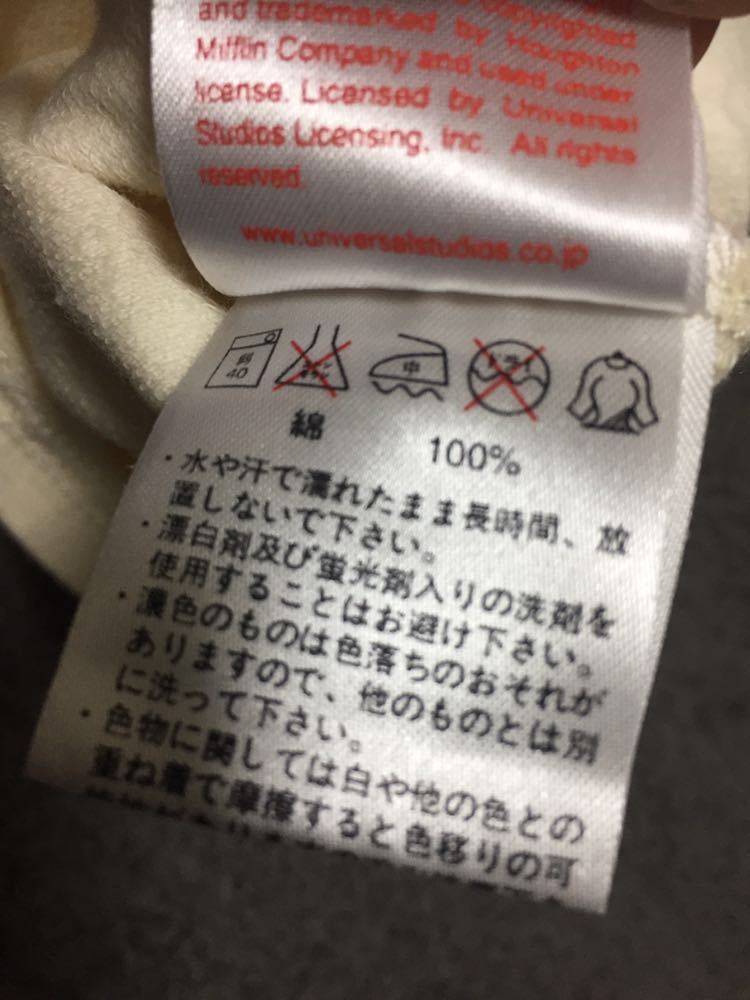 copyrighted
and trademarked by Houghton
Mifflin Company and used under
license. Licensed by Universal
Studios Licensing, Inc. All rights
reserved.
www.universalstudios.co.jp
弱
40
中
ドライ
綿 100%
・水や汗で濡れたまま長時間、放
置しないで下さい。
・漂白剤及び蛍光剤入りの洗剤を
使用することはお避け下さい。
・濃色のものは色落ちのおそれが
ありますので、他のものとは別
に洗って下さい。
・色物に関しては白や他の色との
重ね着で摩擦すると色移りの可